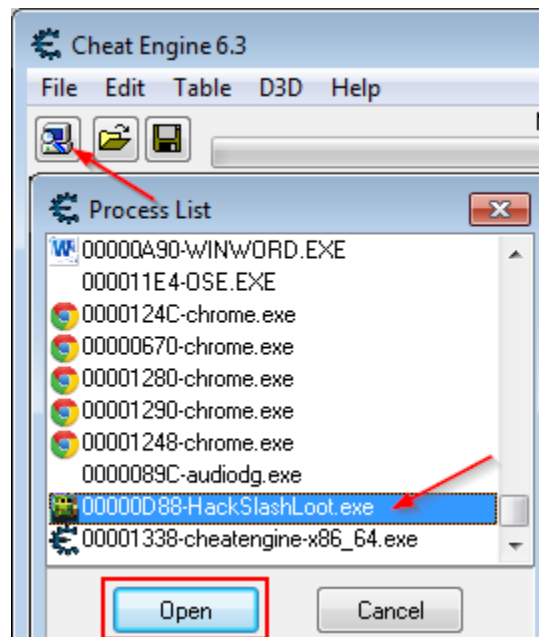 Cheat Engine 6.3
File Edit Table D3D Help
Process List
00000A90-WINWORD.EXE
000011E4-OSE.EXE
0000124C-chrome.exe
00000670-chrome.exe
00001280-chrome.exe
00001290-chrome.exe
00001248-chrome.exe
0000089C-audiodg.exe
00000D88-HackSlashLoot.exe
00001338-cheatengine-x86_64.exe
Open Cancel